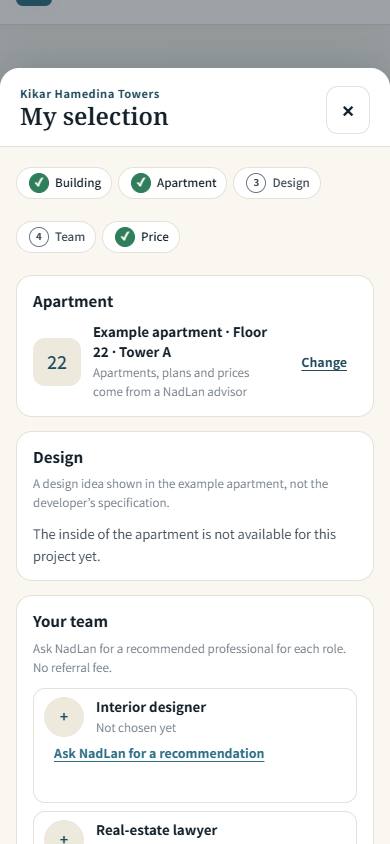 Kikar Hamedina Towers
My selection
✕
✓ Building
✓ Apartment
3 Design
4 Team
✓ Price
Apartment
22
Example apartment · Floor
22 · Tower A
Apartments, plans and prices
come from a NadLan advisor
Change
Design
A design idea shown in the example apartment, not the
developer’s specification.
The inside of the apartment is not available for this
project yet.
Your team
Ask NadLan for a recommended professional for each role.
No referral fee.
+
Interior designer
Not chosen yet
Ask NadLan for a recommendation
+
Real-estate lawyer